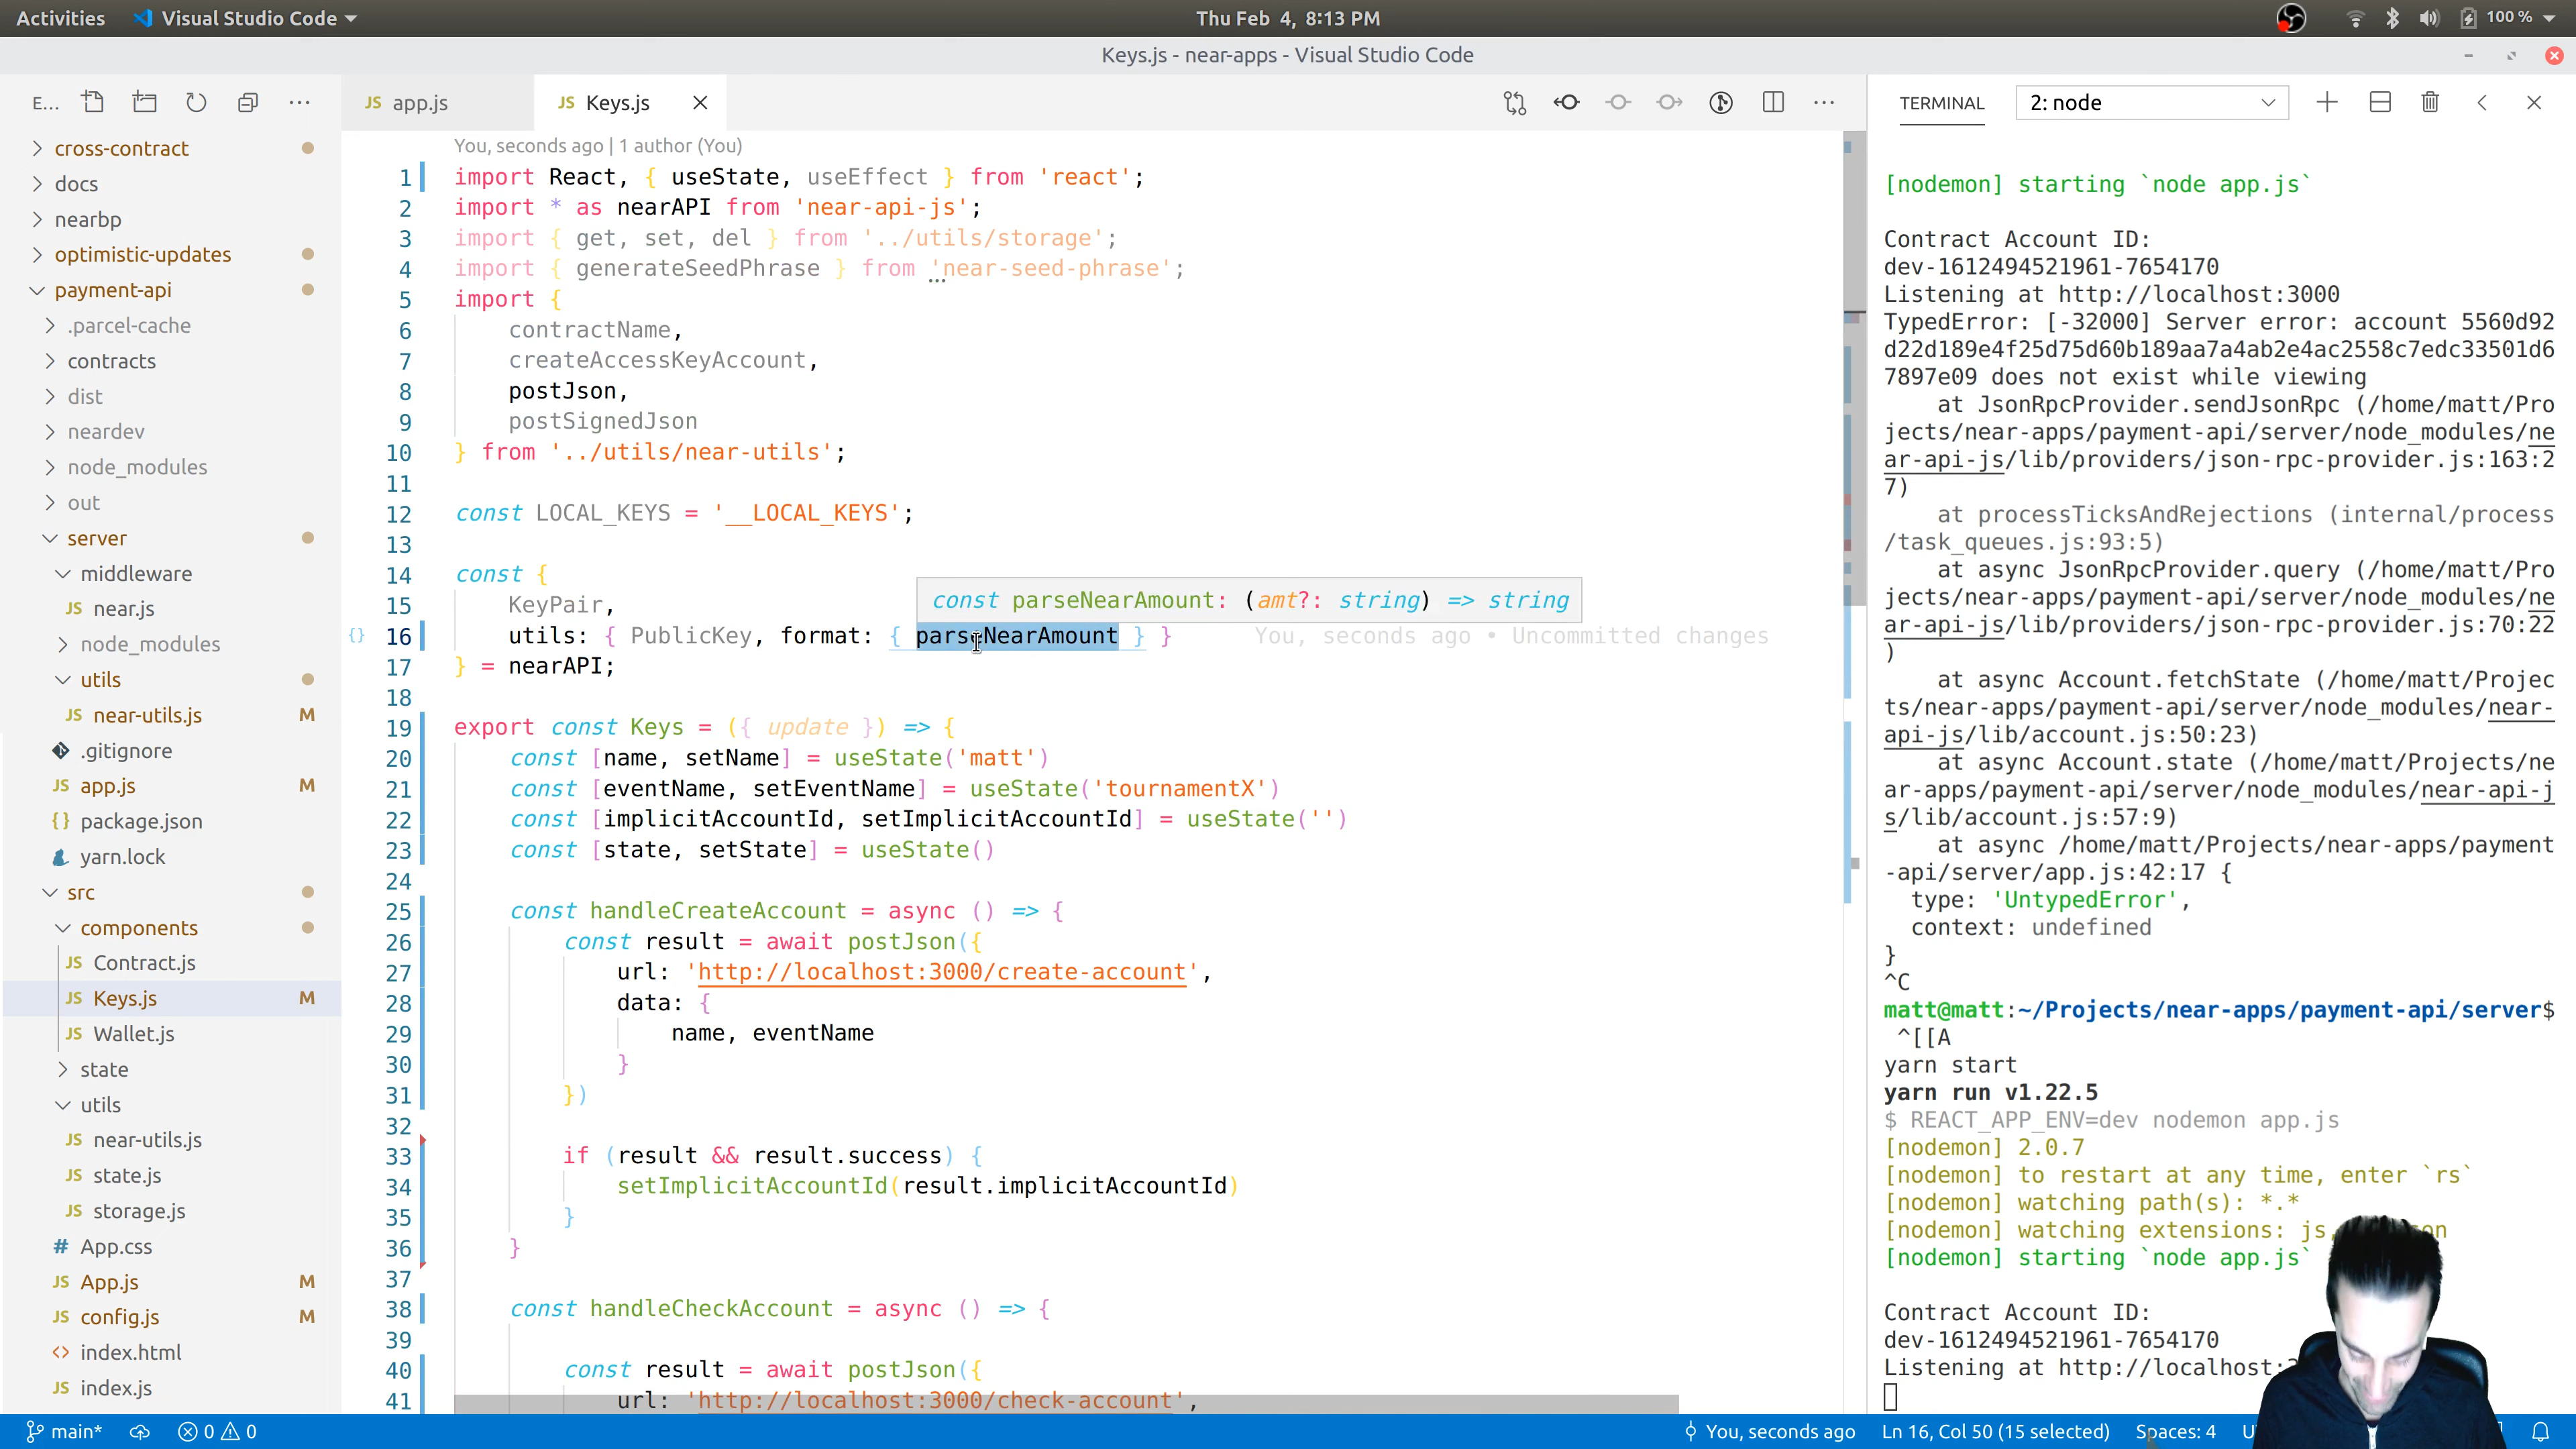 Activities
Visual Studio Code
Thu Feb 4, 8:13 PM
100 %
Keys.js - near-apps - Visual Studio Code
E...
cross-contract
docs
nearbp
optimistic-updates
payment-api
.parcel-cache
contracts
dist
neardev
node_modules
out
server
middleware
JS near.js
node_modules
utils
JS near-utils.js M
.gitignore
JS app.js M
{} package.json
yarn.lock
src
components
JS Contract.js
JS Keys.js M
JS Wallet.js
state
utils
JS near-utils.js
JS state.js
JS storage.js
# App.css
JS App.js M
JS config.js M
<> index.html
JS index.js
JS app.js
JS Keys.js
You, seconds ago | 1 author (You)
1 import React, { useState, useEffect } from 'react';
2 import * as nearAPI from 'near-api-js';
3 import { get, set, del } from '../utils/storage';
4 import { generateSeedPhrase } from 'near-seed-phrase';
5 import {
6 contractName,
7 createAccessKeyAccount,
8 postJson,
9 postSignedJson
10 } from '../utils/near-utils';
11
12 const LOCAL_KEYS = '__LOCAL_KEYS';
13
14 const {
15 KeyPair,
const parseNearAmount: (amt?: string) => string
{} 16 utils: { PublicKey, format: { parseNearAmount } } You, seconds ago • Uncommitted changes
17 } = nearAPI;
18
19 export const Keys = ({ update }) => {
20 const [name, setName] = useState('matt')
21 const [eventName, setEventName] = useState('tournamentX')
22 const [implicitAccountId, setImplicitAccountId] = useState('')
23 const [state, setState] = useState()
24
25 const handleCreateAccount = async () => {
26 const result = await postJson({
27 url: 'http://localhost:3000/create-account',
28 data: {
29 name, eventName
30 }
31 })
32
33 if (result && result.success) {
34 setImplicitAccountId(result.implicitAccountId)
35 }
36 }
37
38 const handleCheckAccount = async () => {
39
40 const result = await postJson({
41 url: 'http://localhost:3000/check-account',
TERMINAL
2: node
[nodemon] starting `node app.js`
Contract Account ID:
dev-1612494521961-7654170
Listening at http://localhost:3000
TypedError: [-32000] Server error: account 5560d92
d22d189e4f25d75d60b189aa7a4ab2e4ac2558c7edc33501d6
7897e09 does not exist while viewing
at JsonRpcProvider.sendJsonRpc (/home/matt/Pro
jects/near-apps/payment-api/server/node_modules/ne
ar-api-js/lib/providers/json-rpc-provider.js:163:2
7)
at processTicksAndRejections (internal/process
/task_queues.js:93:5)
at async JsonRpcProvider.query (/home/matt/Pro
jects/near-apps/payment-api/server/node_modules/ne
ar-api-js/lib/providers/json-rpc-provider.js:70:22
)
at async Account.fetchState (/home/matt/Projec
ts/near-apps/payment-api/server/node_modules/near-
api-js/lib/account.js:50:23)
at async Account.state (/home/matt/Projects/ne
ar-apps/payment-api/server/node_modules/near-api-j
s/lib/account.js:57:9)
at async /home/matt/Projects/near-apps/payment
-api/server/app.js:42:17 {
type: 'UntypedError',
context: undefined
}
^C
matt@matt:~/Projects/near-apps/payment-api/server$
^[[A
yarn start
yarn run v1.22.5
$ REACT_APP_ENV=dev nodemon app.js
[nodemon] 2.0.7
[nodemon] to restart at any time, enter `rs`
[nodemon] watching path(s): *.*
[nodemon] watching extensions: js,
[nodemon] starting `node app.js`
Contract Account ID:
dev-1612494521961-7654170
Listening at http://localhost:
main* 0 0
You, seconds ago Ln 16, Col 50 (15 selected) Spaces: 4